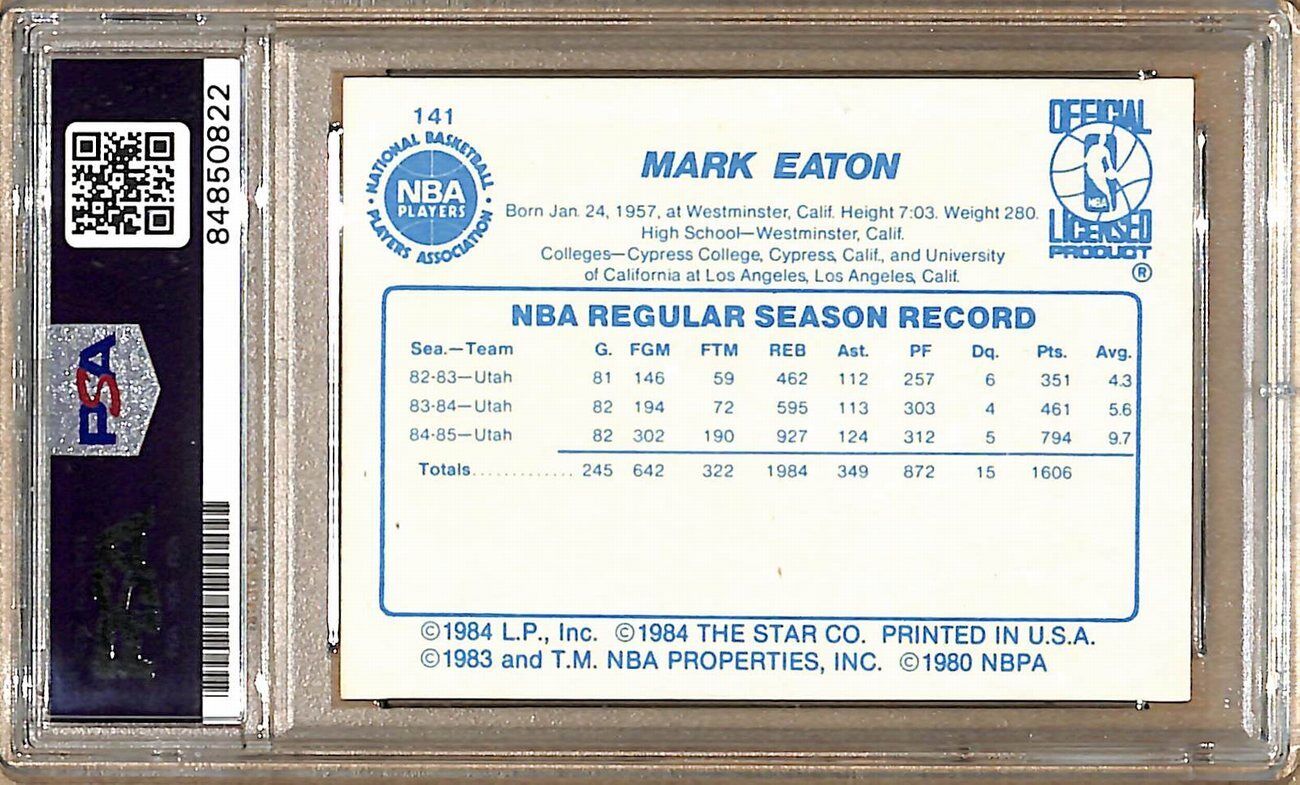 84850822
PSA
141
NATIONAL BASKETBALL
PLAYERS ASSOCIATION
NBA
PLAYERS
MARK EATON
OFFICIAL
NBA
LICENSED
PRODUCT
®
Born Jan. 24, 1957, at Westminster, Calif. Height 7:03. Weight 280.
High School—Westminster, Calif.
Colleges—Cypress College, Cypress, Calif., and University
of California at Los Angeles, Los Angeles, Calif.
NBA REGULAR SEASON RECORD
Sea.—Team G. FGM FTM REB Ast. PF Dq. Pts. Avg.
82-83—Utah 81 146 59 462 112 257 6 351 4.3
83-84—Utah 82 194 72 595 113 303 4 461 5.6
84-85—Utah 82 302 190 927 124 312 5 794 9.7
Totals............. 245 642 322 1984 349 872 15 1606
©1984 L.P., Inc. ©1984 THE STAR CO. PRINTED IN U.S.A.
©1983 and T.M. NBA PROPERTIES, INC. ©1980 NBPA